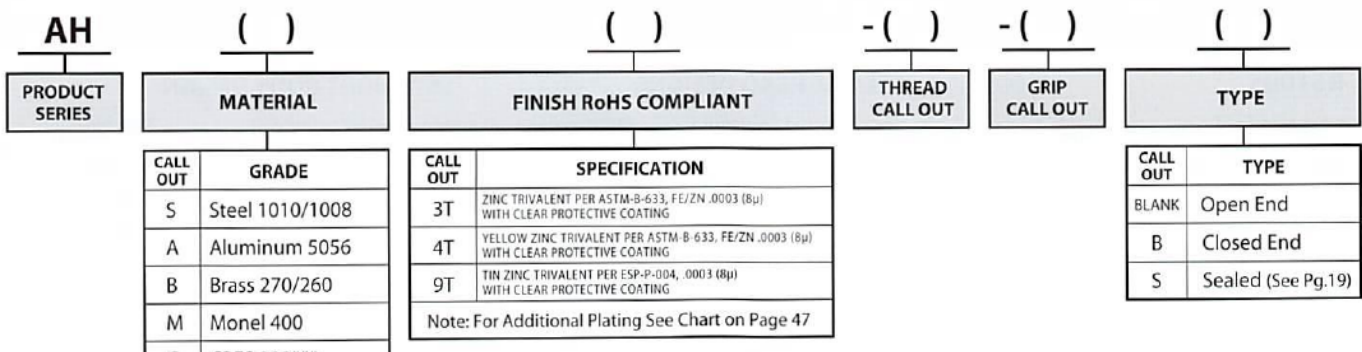 AH ( ) ( ) -( ) -( ) ( )
PRODUCT SERIES MATERIAL FINISH RoHS COMPLIANT THREAD CALL OUT GRIP CALL OUT TYPE
CALL OUT GRADE
S Steel 1010/1008
A Aluminum 5056
B Brass 270/260
M Monel 400
CALL OUT SPECIFICATION
3T ZINC TRIVALENT PER ASTM-B-633, FE/ZN .0003 (8µ)
WITH CLEAR PROTECTIVE COATING
4T YELLOW ZINC TRIVALENT PER ASTM-B-633, FE/ZN .0003 (8µ)
WITH CLEAR PROTECTIVE COATING
9T TIN ZINC TRIVALENT PER ESP-P-004, .0003 (8µ)
WITH CLEAR PROTECTIVE COATING
Note: For Additional Plating See Chart on Page 47
CALL OUT TYPE
BLANK Open End
B Closed End
S Sealed (See Pg.19)